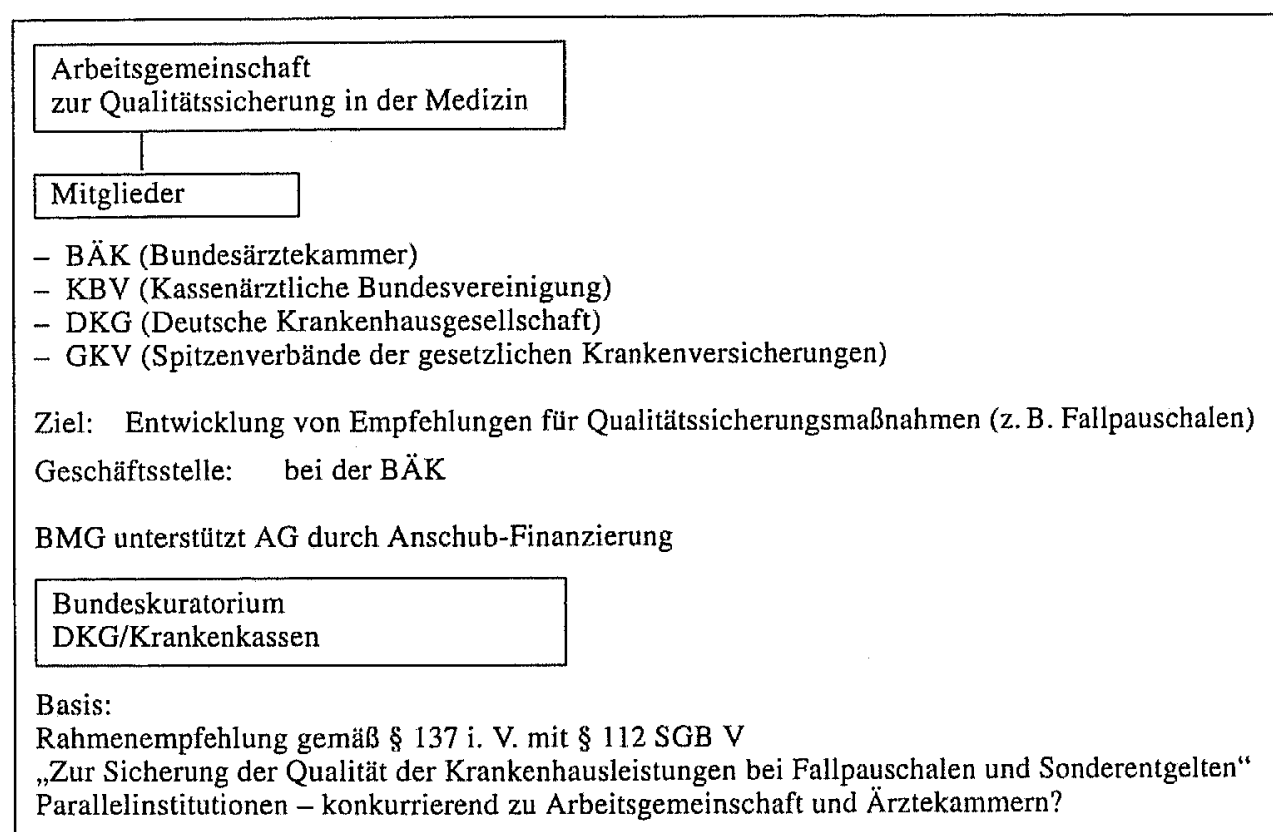 Arbeitsgemeinschaft
zur Qualitätssicherung in der Medizin
Mitglieder
– BÄK (Bundesärztekammer)
– KBV (Kassenärztliche Bundesvereinigung)
– DKG (Deutsche Krankenhausgesellschaft)
– GKV (Spitzenverbände der gesetzlichen Krankenversicherungen)
Ziel: Entwicklung von Empfehlungen für Qualitätssicherungsmaßnahmen (z. B. Fallpauschalen)
Geschäftsstelle: bei der BÄK
BMG unterstützt AG durch Anschub-Finanzierung
Bundeskuratorium
DKG/Krankenkassen
Basis:
Rahmenempfehlung gemäß § 137 i. V. mit § 112 SGB V
„Zur Sicherung der Qualität der Krankenhausleistungen bei Fallpauschalen und Sonderentgelten“
Parallelinstitutionen – konkurrierend zu Arbeitsgemeinschaft und Ärztekammern?